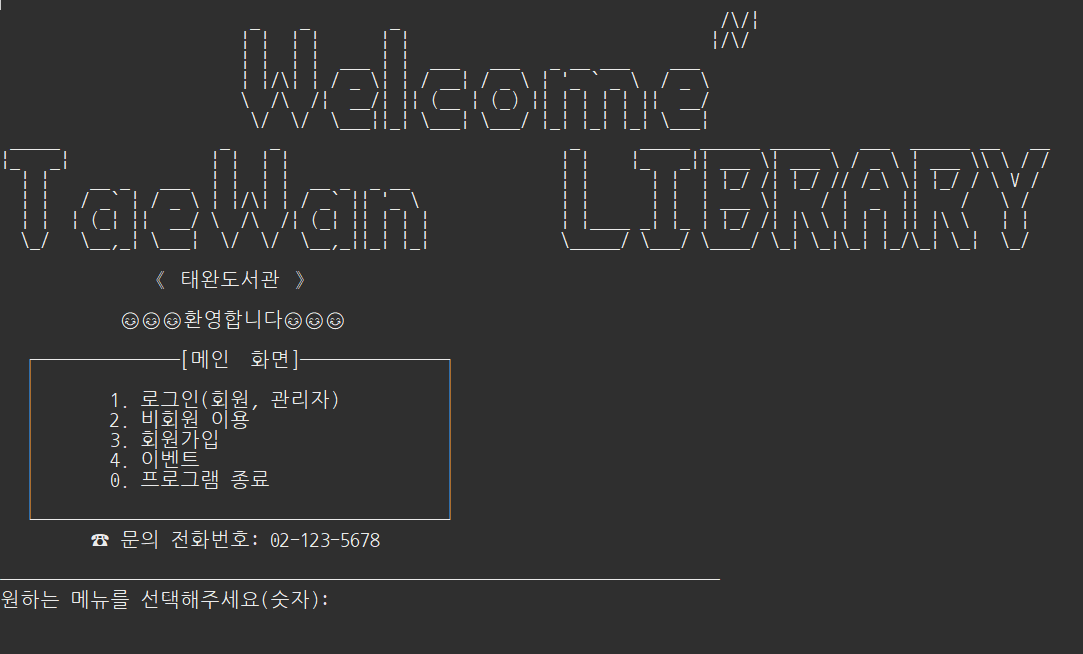 Welcome
TaeWan LIBRARY
《 태완도서관 》
😊😊😊환영합니다😊😊😊
[메인 화면]
1. 로그인(회원, 관리자)
2. 비회원 이용
3. 회원가입
4. 이벤트
0. 프로그램 종료
☎ 문의 전화번호: 02-123-5678
원하는 메뉴를 선택해주세요(숫자):